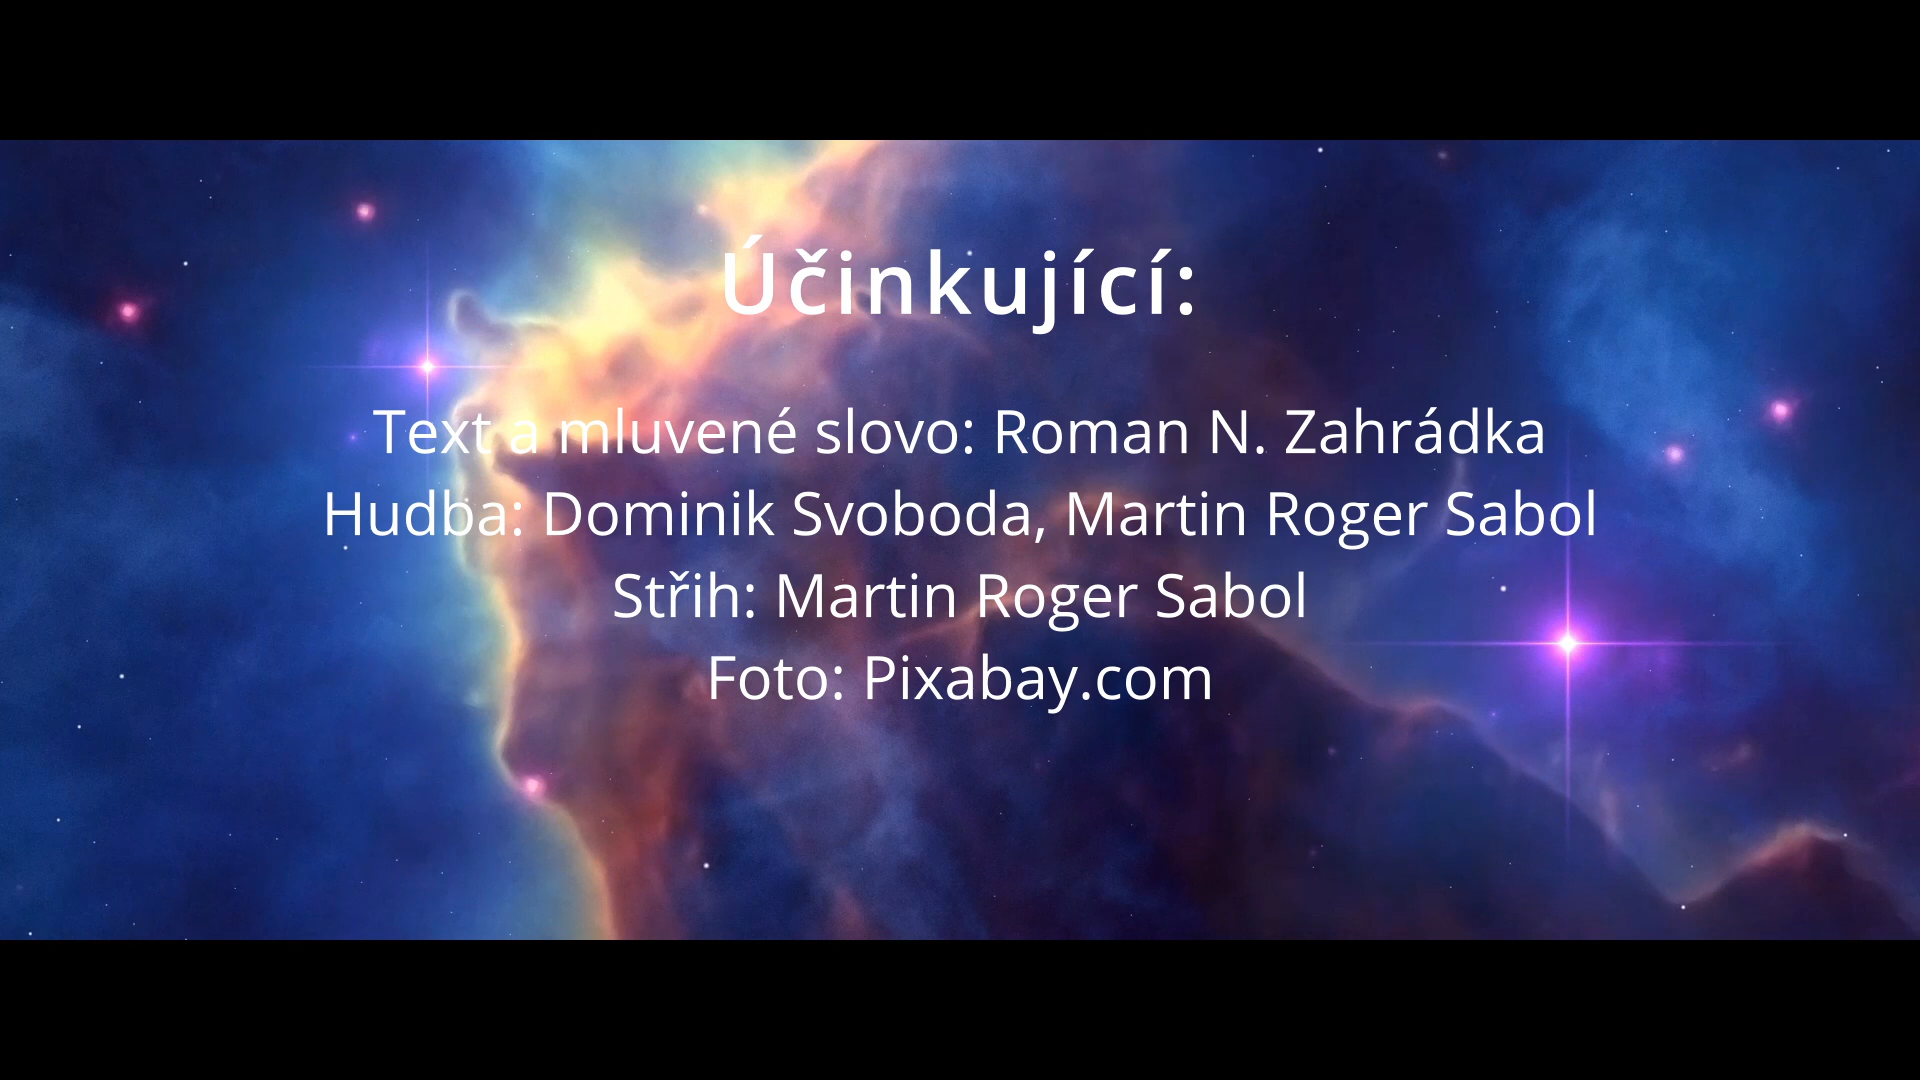 Účinkující:
Text a mluvené slovo: Roman N. Zahrádka
Hudba: Dominik Svoboda, Martin Roger Sabol
Střih: Martin Roger Sabol
Foto: Pixabay.com